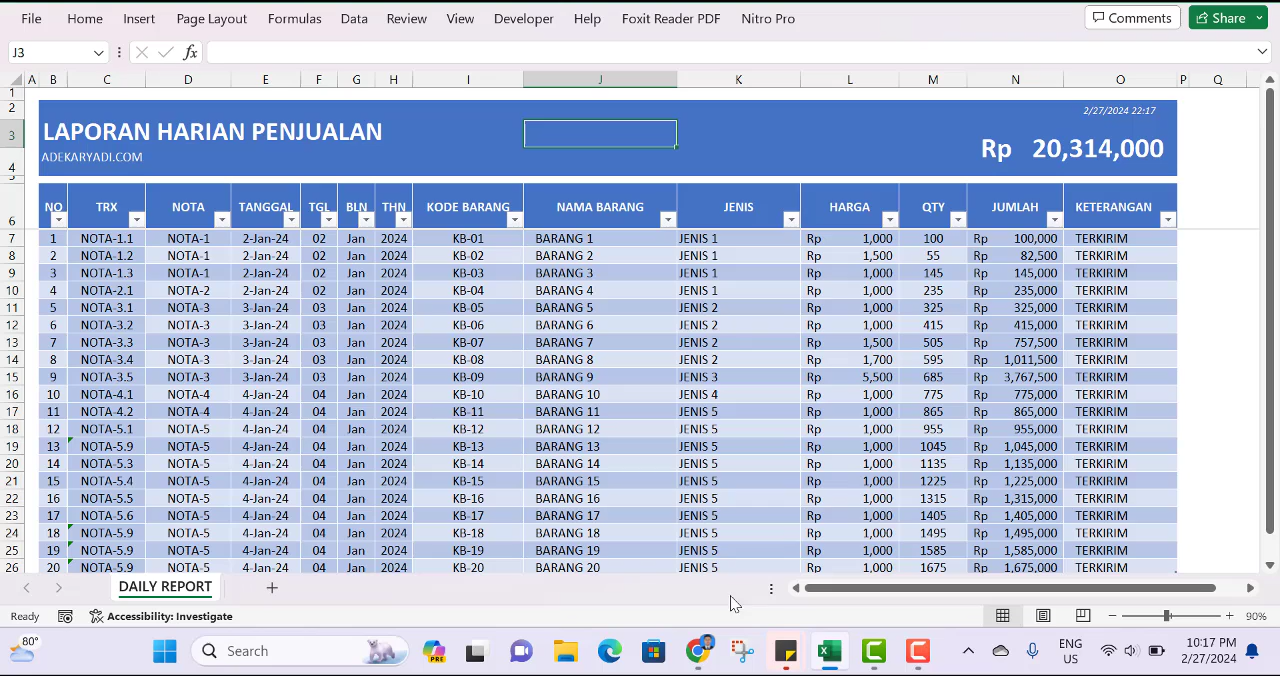 File Home Insert Page Layout Formulas Data Review View Developer Help Foxit Reader PDF Nitro Pro Comments Share
J3 fx
A B C D E F G H I J K L M N O P Q
1
2 2/27/2024 22:17
3 LAPORAN HARIAN PENJUALAN Rp 20,314,000
4 ADEKARYADI.COM
5
6 NO TRX NOTA TANGGAL TGL BLN THN KODE BARANG NAMA BARANG JENIS HARGA QTY JUMLAH KETERANGAN
7 1 NOTA-1.1 NOTA-1 2-Jan-24 02 Jan 2024 KB-01 BARANG 1 JENIS 1 Rp 1,000 100 Rp 100,000 TERKIRIM
8 2 NOTA-1.2 NOTA-1 2-Jan-24 02 Jan 2024 KB-02 BARANG 2 JENIS 1 Rp 1,500 55 Rp 82,500 TERKIRIM
9 3 NOTA-1.3 NOTA-1 2-Jan-24 02 Jan 2024 KB-03 BARANG 3 JENIS 1 Rp 1,000 145 Rp 145,000 TERKIRIM
10 4 NOTA-2.1 NOTA-2 2-Jan-24 02 Jan 2024 KB-04 BARANG 4 JENIS 1 Rp 1,000 235 Rp 235,000 TERKIRIM
11 5 NOTA-3.1 NOTA-3 3-Jan-24 03 Jan 2024 KB-05 BARANG 5 JENIS 2 Rp 1,000 325 Rp 325,000 TERKIRIM
12 6 NOTA-3.2 NOTA-3 3-Jan-24 03 Jan 2024 KB-06 BARANG 6 JENIS 2 Rp 1,000 415 Rp 415,000 TERKIRIM
13 7 NOTA-3.3 NOTA-3 3-Jan-24 03 Jan 2024 KB-07 BARANG 7 JENIS 2 Rp 1,500 505 Rp 757,500 TERKIRIM
14 8 NOTA-3.4 NOTA-3 3-Jan-24 03 Jan 2024 KB-08 BARANG 8 JENIS 2 Rp 1,700 595 Rp 1,011,500 TERKIRIM
15 9 NOTA-3.5 NOTA-3 3-Jan-24 03 Jan 2024 KB-09 BARANG 9 JENIS 3 Rp 5,500 685 Rp 3,767,500 TERKIRIM
16 10 NOTA-4.1 NOTA-4 4-Jan-24 04 Jan 2024 KB-10 BARANG 10 JENIS 4 Rp 1,000 775 Rp 775,000 TERKIRIM
17 11 NOTA-4.2 NOTA-4 4-Jan-24 04 Jan 2024 KB-11 BARANG 11 JENIS 5 Rp 1,000 865 Rp 865,000 TERKIRIM
18 12 NOTA-5.1 NOTA-5 4-Jan-24 04 Jan 2024 KB-12 BARANG 12 JENIS 5 Rp 1,000 955 Rp 955,000 TERKIRIM
19 13 NOTA-5.9 NOTA-5 4-Jan-24 04 Jan 2024 KB-13 BARANG 13 JENIS 5 Rp 1,000 1045 Rp 1,045,000 TERKIRIM
20 14 NOTA-5.3 NOTA-5 4-Jan-24 04 Jan 2024 KB-14 BARANG 14 JENIS 5 Rp 1,000 1135 Rp 1,135,000 TERKIRIM
21 15 NOTA-5.4 NOTA-5 4-Jan-24 04 Jan 2024 KB-15 BARANG 15 JENIS 5 Rp 1,000 1225 Rp 1,225,000 TERKIRIM
22 16 NOTA-5.5 NOTA-5 4-Jan-24 04 Jan 2024 KB-16 BARANG 16 JENIS 5 Rp 1,000 1315 Rp 1,315,000 TERKIRIM
23 17 NOTA-5.6 NOTA-5 4-Jan-24 04 Jan 2024 KB-17 BARANG 17 JENIS 5 Rp 1,000 1405 Rp 1,405,000 TERKIRIM
24 18 NOTA-5.9 NOTA-5 4-Jan-24 04 Jan 2024 KB-18 BARANG 18 JENIS 5 Rp 1,000 1495 Rp 1,495,000 TERKIRIM
25 19 NOTA-5.9 NOTA-5 4-Jan-24 04 Jan 2024 KB-19 BARANG 19 JENIS 5 Rp 1,000 1585 Rp 1,585,000 TERKIRIM
26 20 NOTA-5.9 NOTA-5 4-Jan-24 04 Jan 2024 KB-20 BARANG 20 JENIS 5 Rp 1,000 1675 Rp 1,675,000 TERKIRIM
DAILY REPORT
Ready Accessibility: Investigate 90%
80° Search PRE ENG US 10:17 PM
2/27/2024